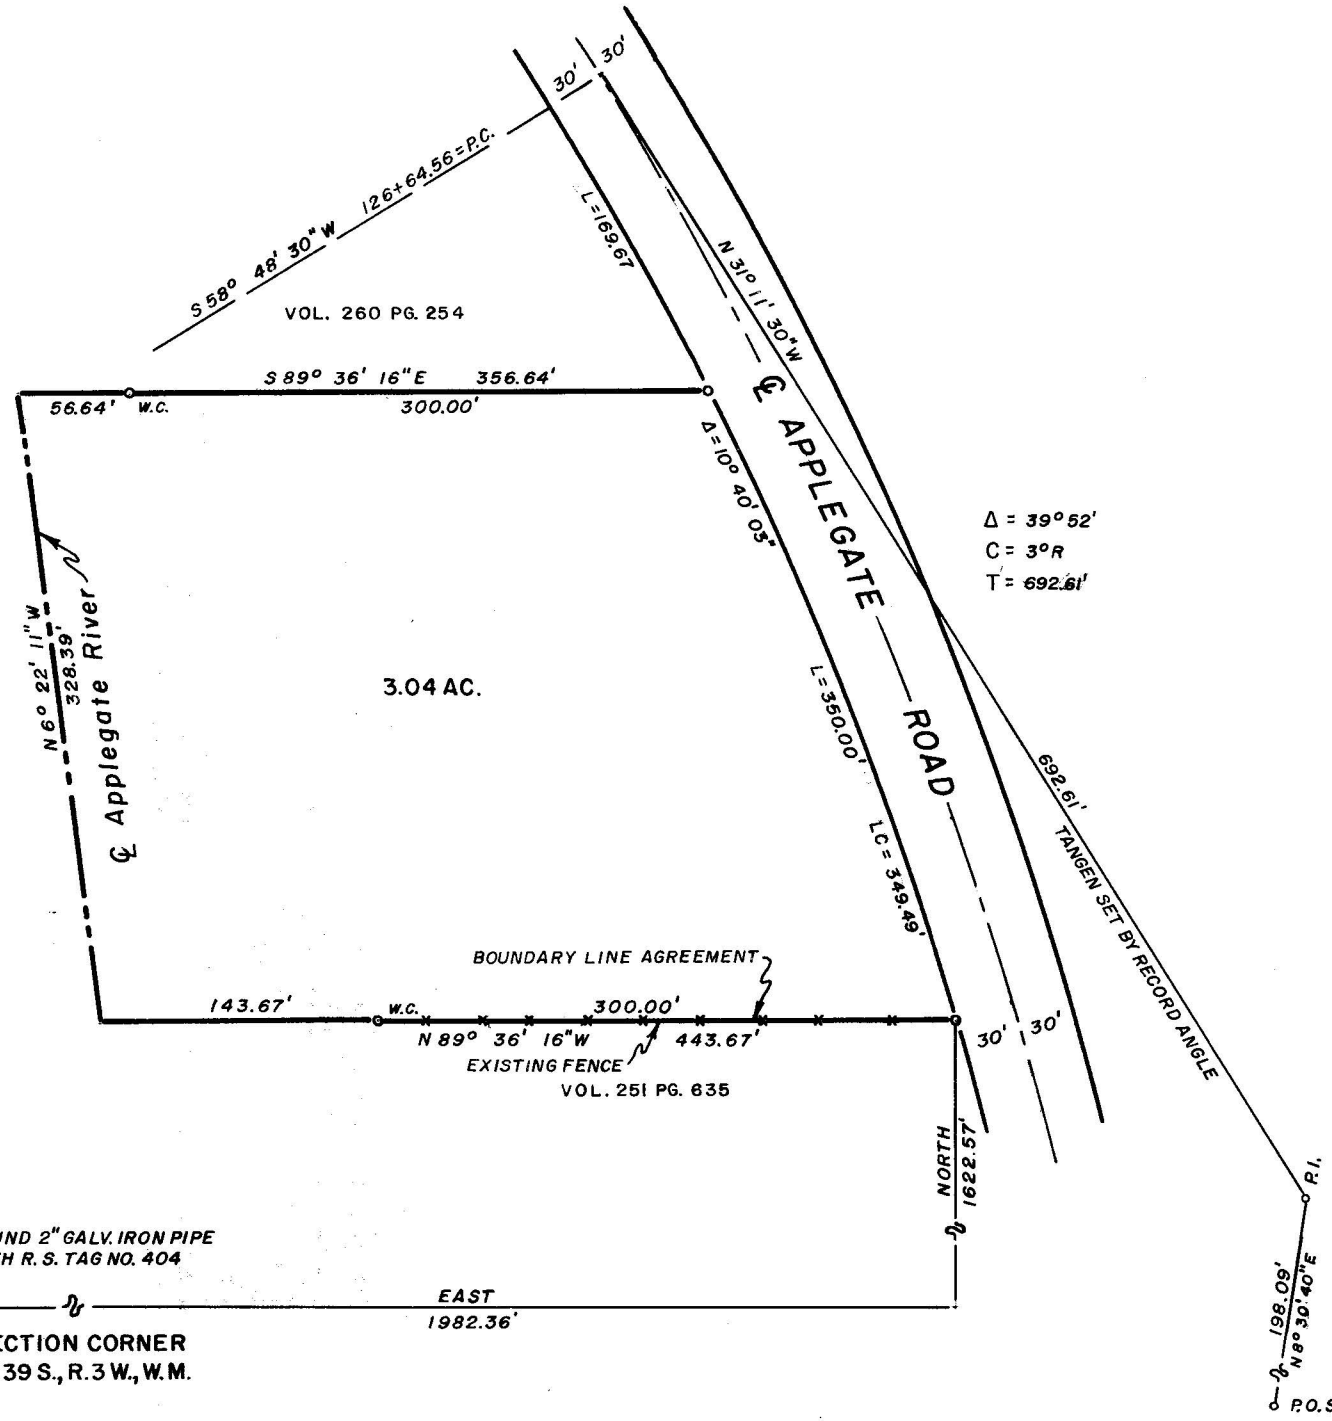 30' 30'
S 58° 48' 30" W 126+64.56 = P.C.
L=169.67
N 31° 11' 30" W
VOL. 260 PG. 254
S 89° 36' 16" E 356.64'
56.64' W.C. 300.00'
Δ = 10° 40' 03"
℄ APPLEGATE ROAD
Δ = 39° 52'
C = 3° R
T = 692.61'
N 6° 22' 11" W
328.39'
℄ Applegate River
3.04 AC.
L = 350.00'
LC = 349.49'
692.61'
TANGEN SET BY RECORD ANGLE
BOUNDARY LINE AGREEMENT
143.67' W.C. 300.00'
N 89° 36' 16" W 443.67'
EXISTING FENCE
VOL. 251 PG. 635
30' 30'
NORTH
1622.57'
P.I.
198.09'
N 8° 39' 40" E
P.O.S
UND 2" GALV. IRON PIPE
H R. S. TAG NO. 404
EAST
1982.36'
ECTION CORNER
39 S., R. 3 W., W. M.